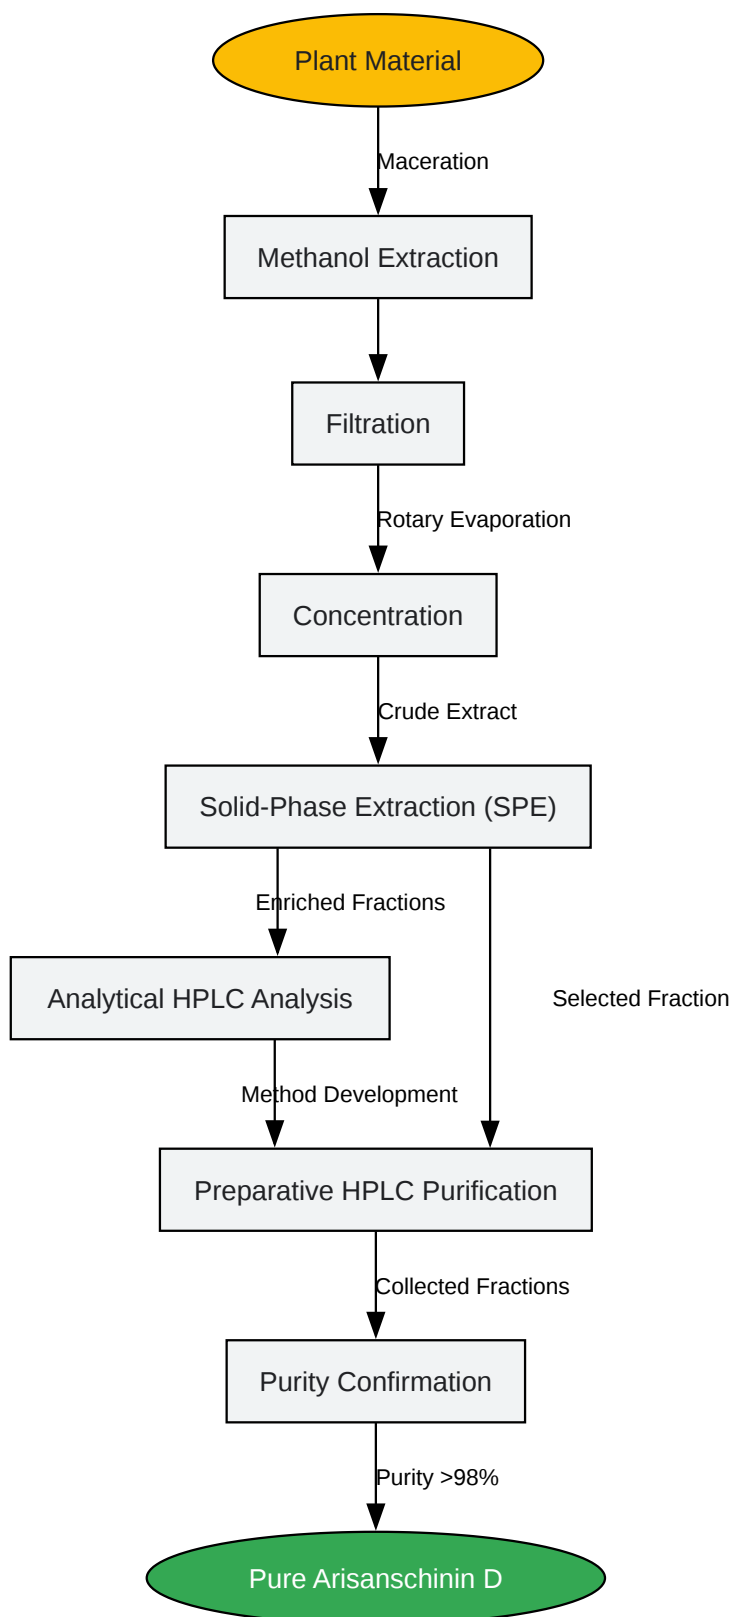 Plant Material
Maceration
Methanol Extraction
Filtration
Rotary Evaporation
Concentration
Crude Extract
Solid-Phase Extraction (SPE)
Enriched Fractions
Analytical HPLC Analysis
Selected Fraction
Method Development
Preparative HPLC Purification
Collected Fractions
Purity Confirmation
Purity >98%
Pure Arisanschinin D